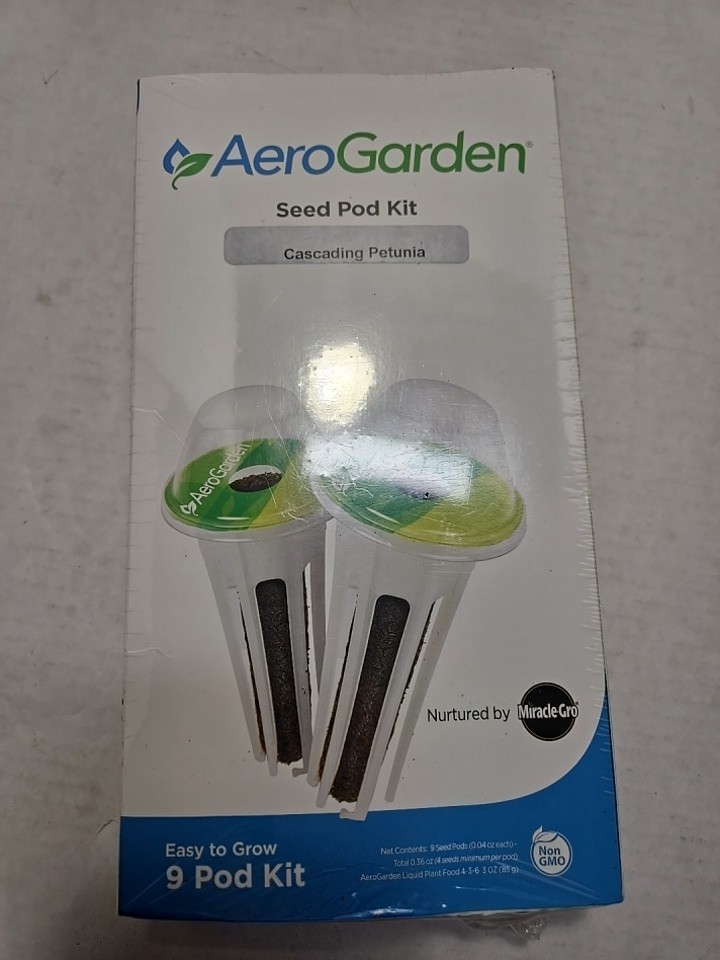 AeroGarden®
Seed Pod Kit
Cascading Petunia
AeroGarden
Nurtured by Miracle-Gro
Easy to Grow
9 Pod Kit
Net Contents: 9 Seed Pods (0.04 oz each) -
Total 0.36 oz (4 seeds minimum per pod)
AeroGarden Liquid Plant Food 4-3-6 3 OZ (85 g)
Non
GMO